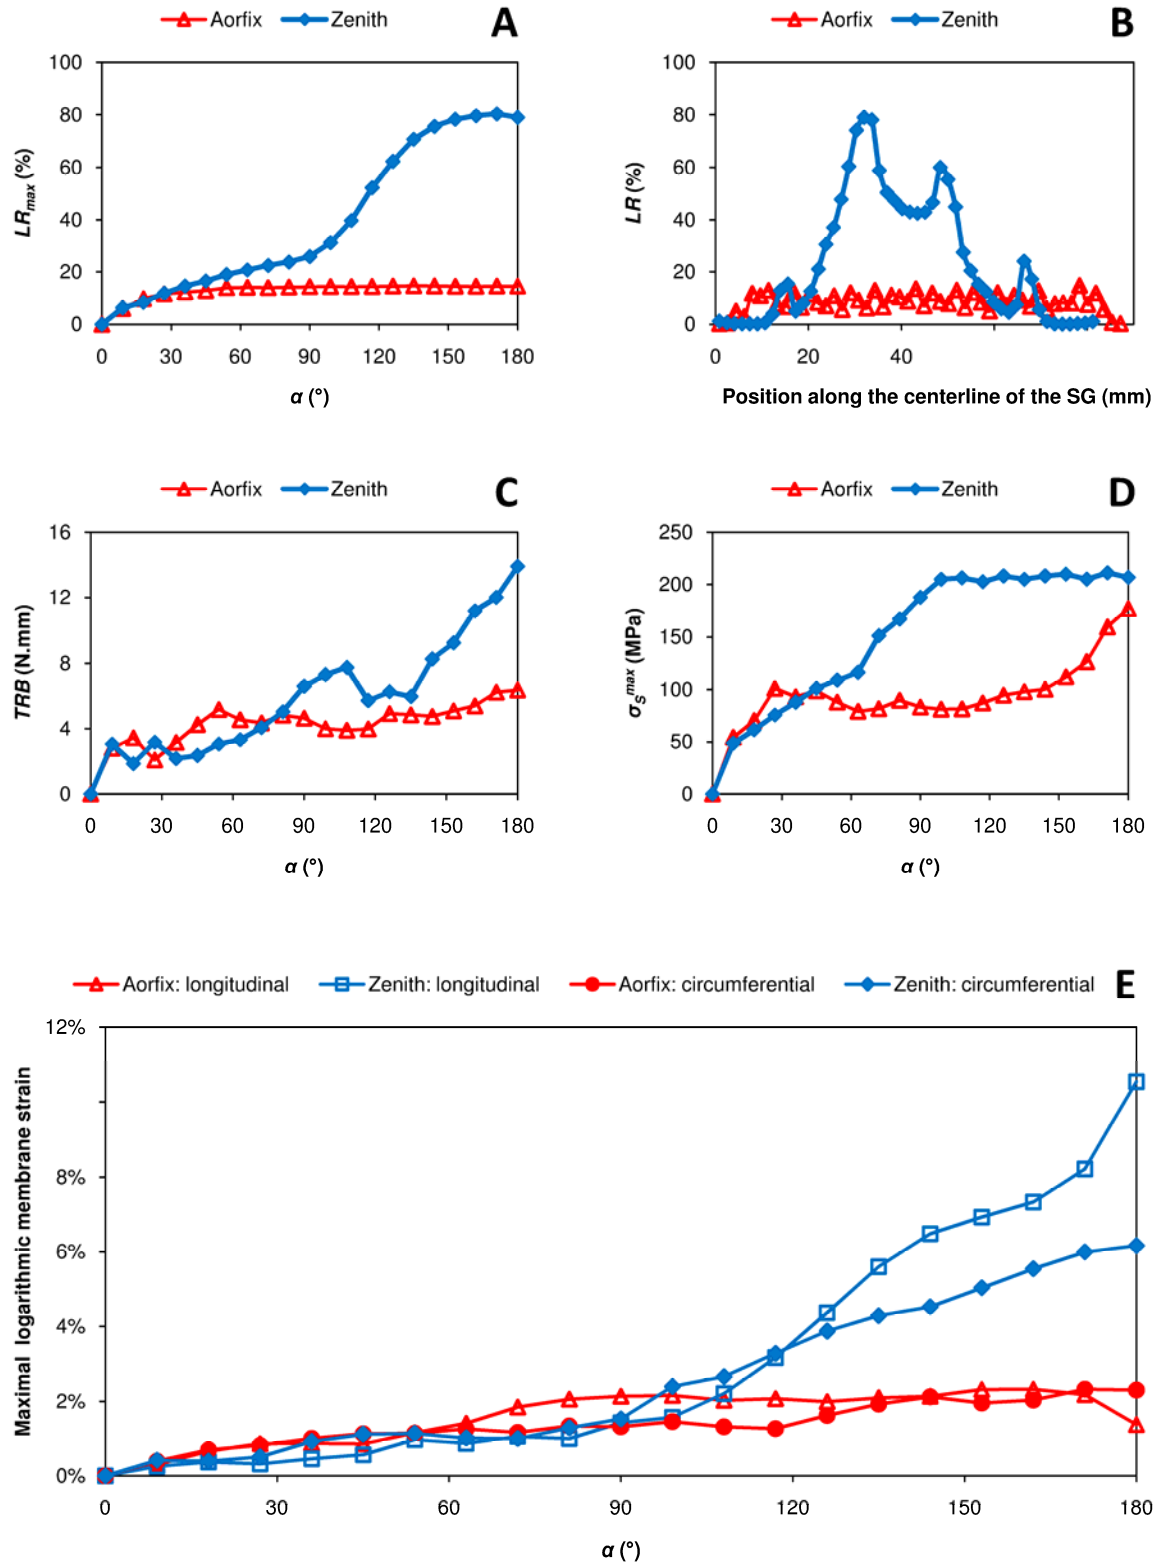 Aorfix Zenith A
100
80
60
40
20
0
LRmax (%)
0 30 60 90 120 150 180
α (°)
Aorfix Zenith B
100
80
60
40
20
0
LR (%)
0 20 40
Position along the centerline of the SG (mm)
Aorfix Zenith C
16
12
8
4
0
TRB (N.mm)
0 30 60 90 120 150 180
α (°)
Aorfix Zenith D
250
200
150
100
50
0
σSmax (MPa)
0 30 60 90 120 150 180
α (°)
Aorfix: longitudinal Zenith: longitudinal Aorfix: circumferential Zenith: circumferential E
12%
8%
6%
4%
2%
0%
Maximal logarithmic membrane strain
0 30 60 90 120 150 180
α (°)